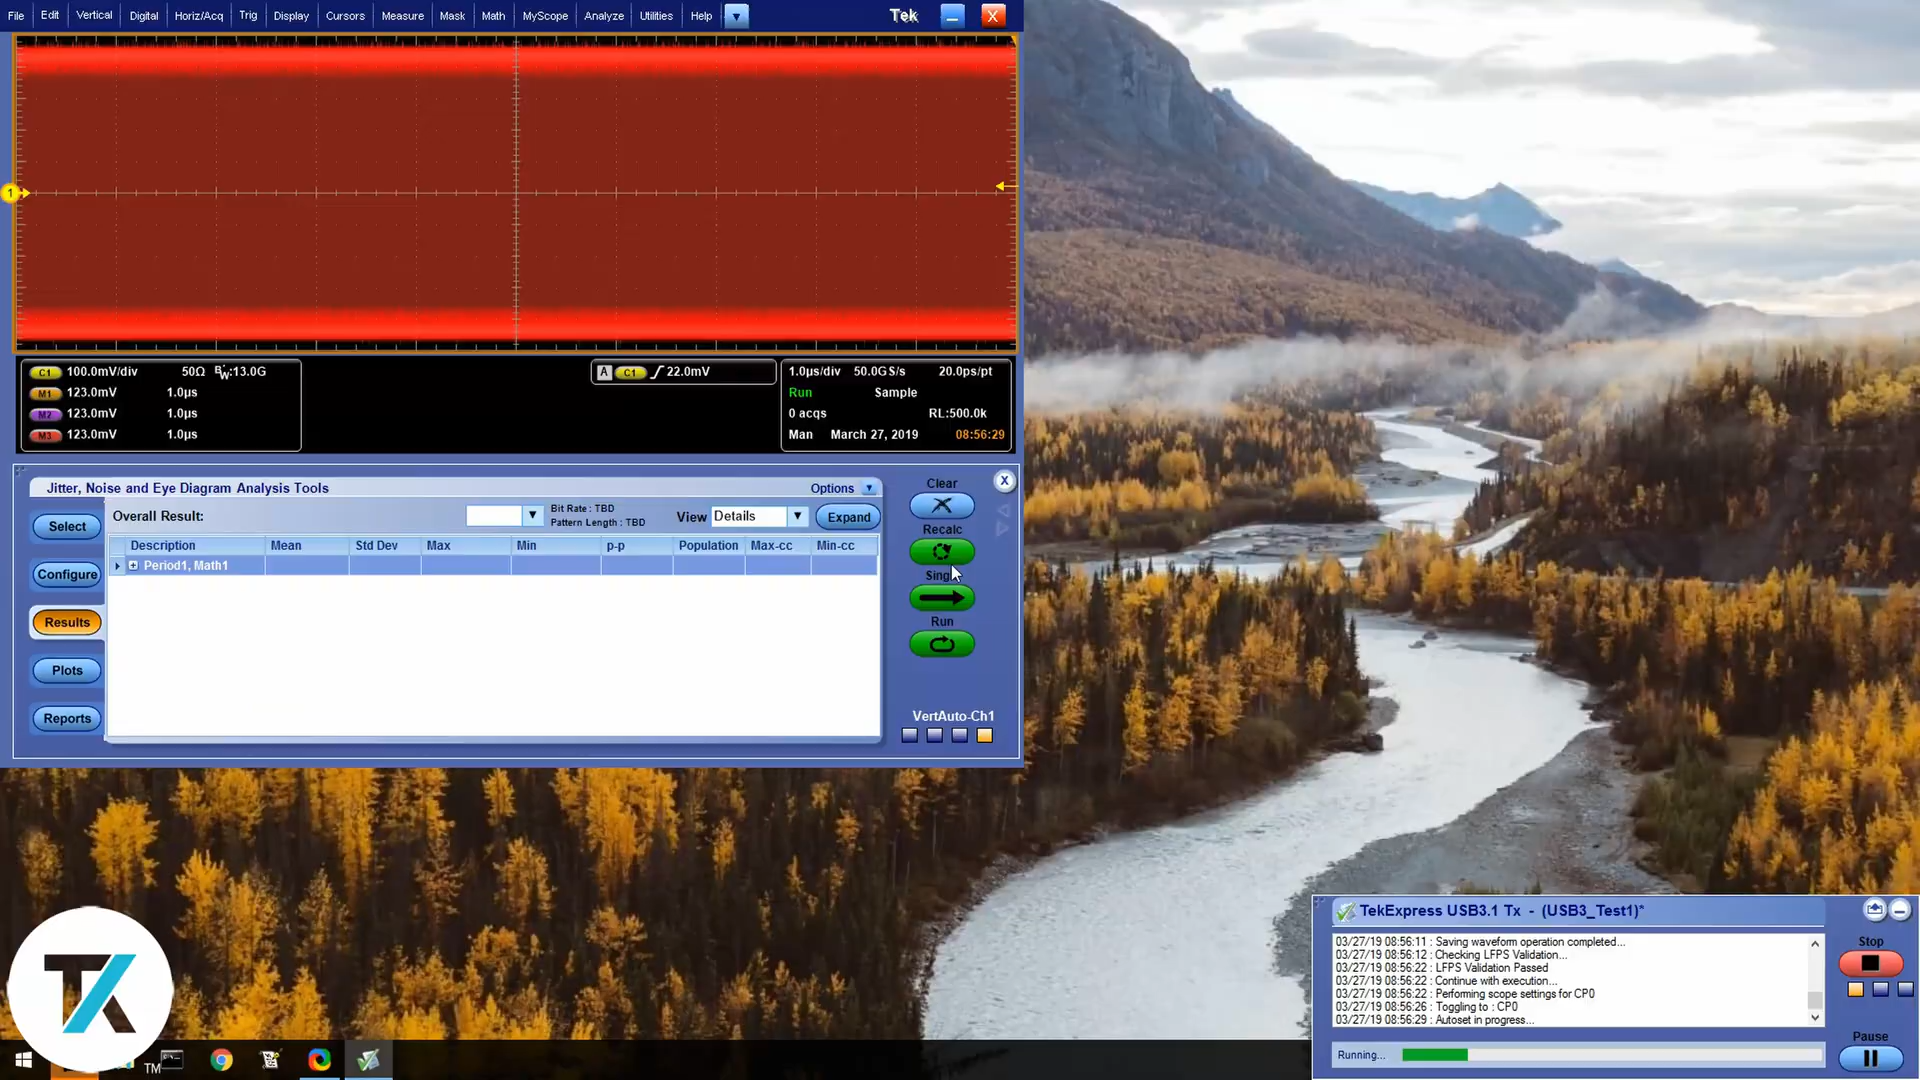 File Edit Vertical Digital Horiz/Acq Trig Display Cursors Measure Mask Math MyScope Analyze Utilities Help Tek X
1
C1 100.0mV/div 50Ω BW:13.0G
M1 123.0mV 1.0µs
M2 123.0mV 1.0µs
M3 123.0mV 1.0µs
A C1 22.0mV
1.0µs/div 50.0GS/s 20.0ps/pt
Run Sample
0 acqs RL:500.0k
Man March 27, 2019 08:56:29
Jitter, Noise and Eye Diagram Analysis Tools
Options
X
Select
Configure
Results
Plots
Reports
Overall Result:
Bit Rate : TBD
Pattern Length : TBD
View Details Expand
Description Mean Std Dev Max Min p-p Population Max-cc Min-cc
Period1, Math1
Clear
Recalc
Run
VertAuto-Ch1
TekExpress USB3.1 Tx - (USB3_Test1)*
03/27/19 08:56:11 : Saving waveform operation completed...
03/27/19 08:56:12 : Checking LFPS Validation...
03/27/19 08:56:22 : LFPS Validation Passed
03/27/19 08:56:22 : Continue with execution...
03/27/19 08:56:22 : Performing scope settings for CP0
03/27/19 08:56:26 : Toggling to : CP0
03/27/19 08:56:29 : Autoset in progress...
Running...
Stop
Pause
TK
TM